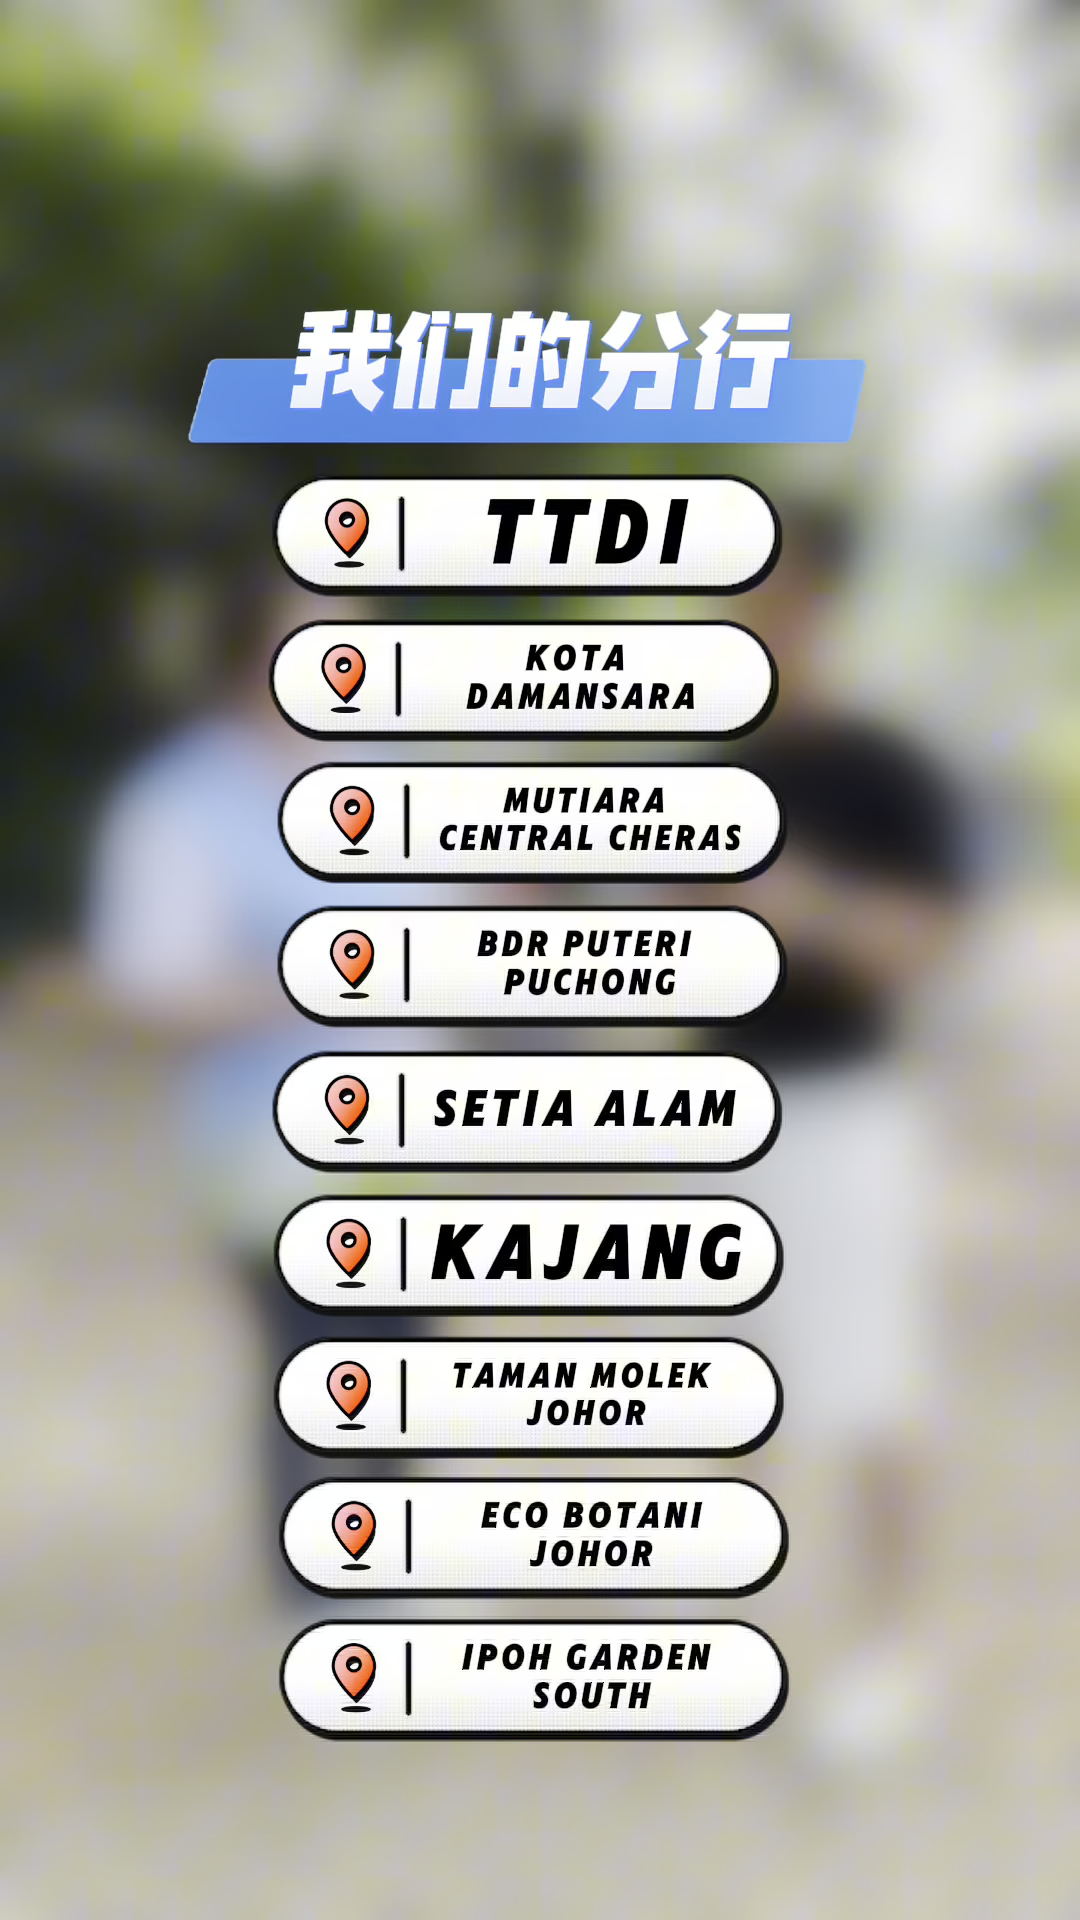 我们的分行
TTDI
KOTA
DAMANSARA
MUTIARA
CENTRAL CHERAS
BDR PUTERI
PUCHONG
SETIA ALAM
KAJANG
TAMAN MOLEK
JOHOR
ECO BOTANI
JOHOR
IPOH GARDEN
SOUTH